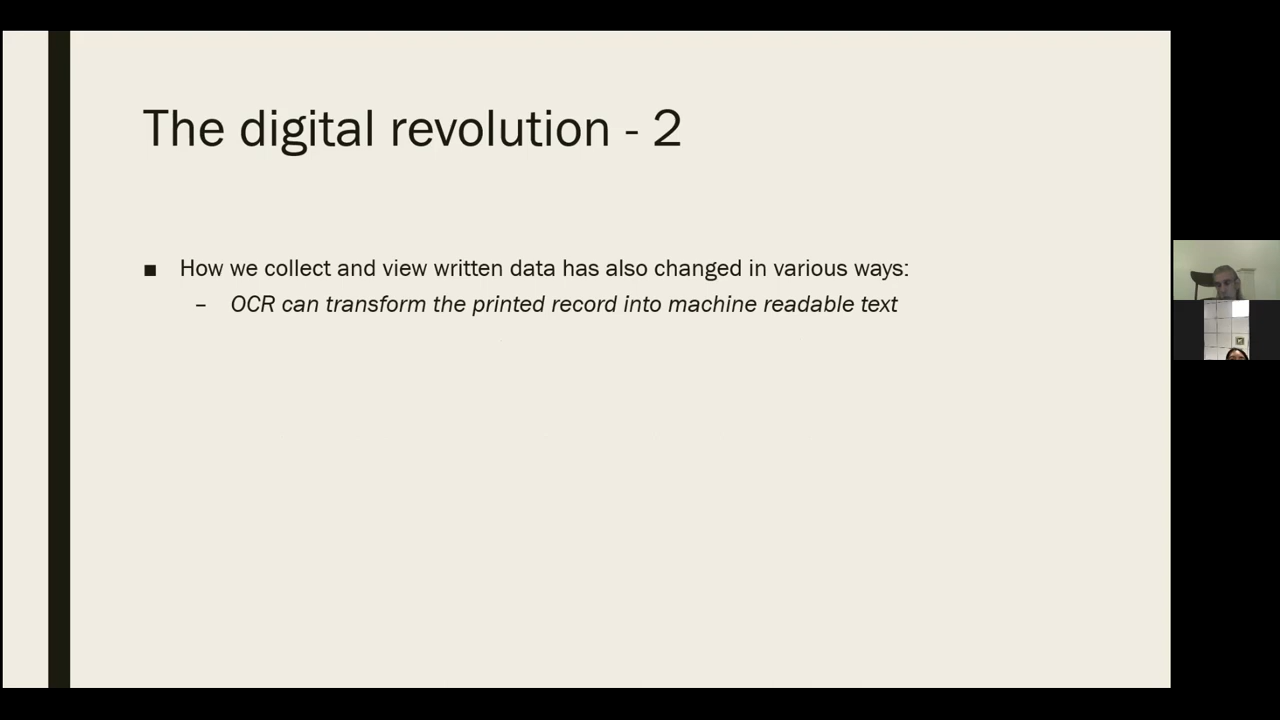 The digital revolution - 2
■ How we collect and view written data has also changed in various ways:
– OCR can transform the printed record into machine readable text